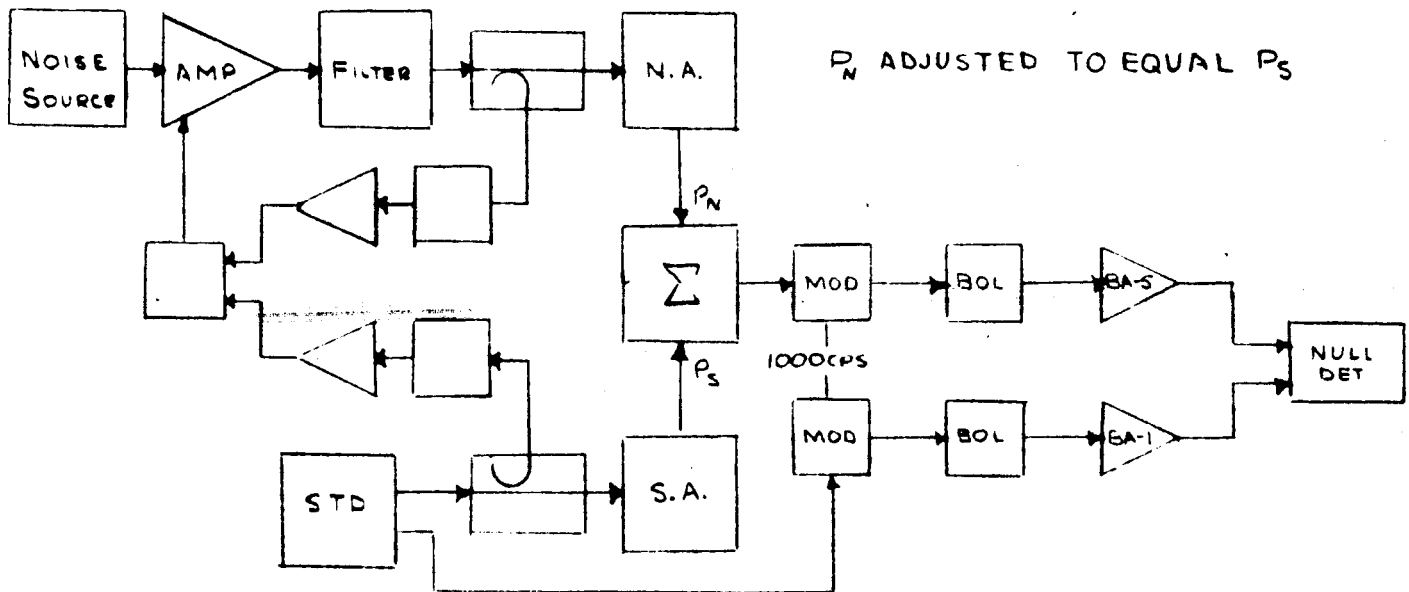 NOISE
SOURCE
AMP
FILTER
N.A.
P_N ADJUSTED TO EQUAL P_S
P_N
Σ
MOD
BOL
BA-5
NULL
DET
P_S
1000CPS
MOD
BOL
BA-1
STD
S.A.